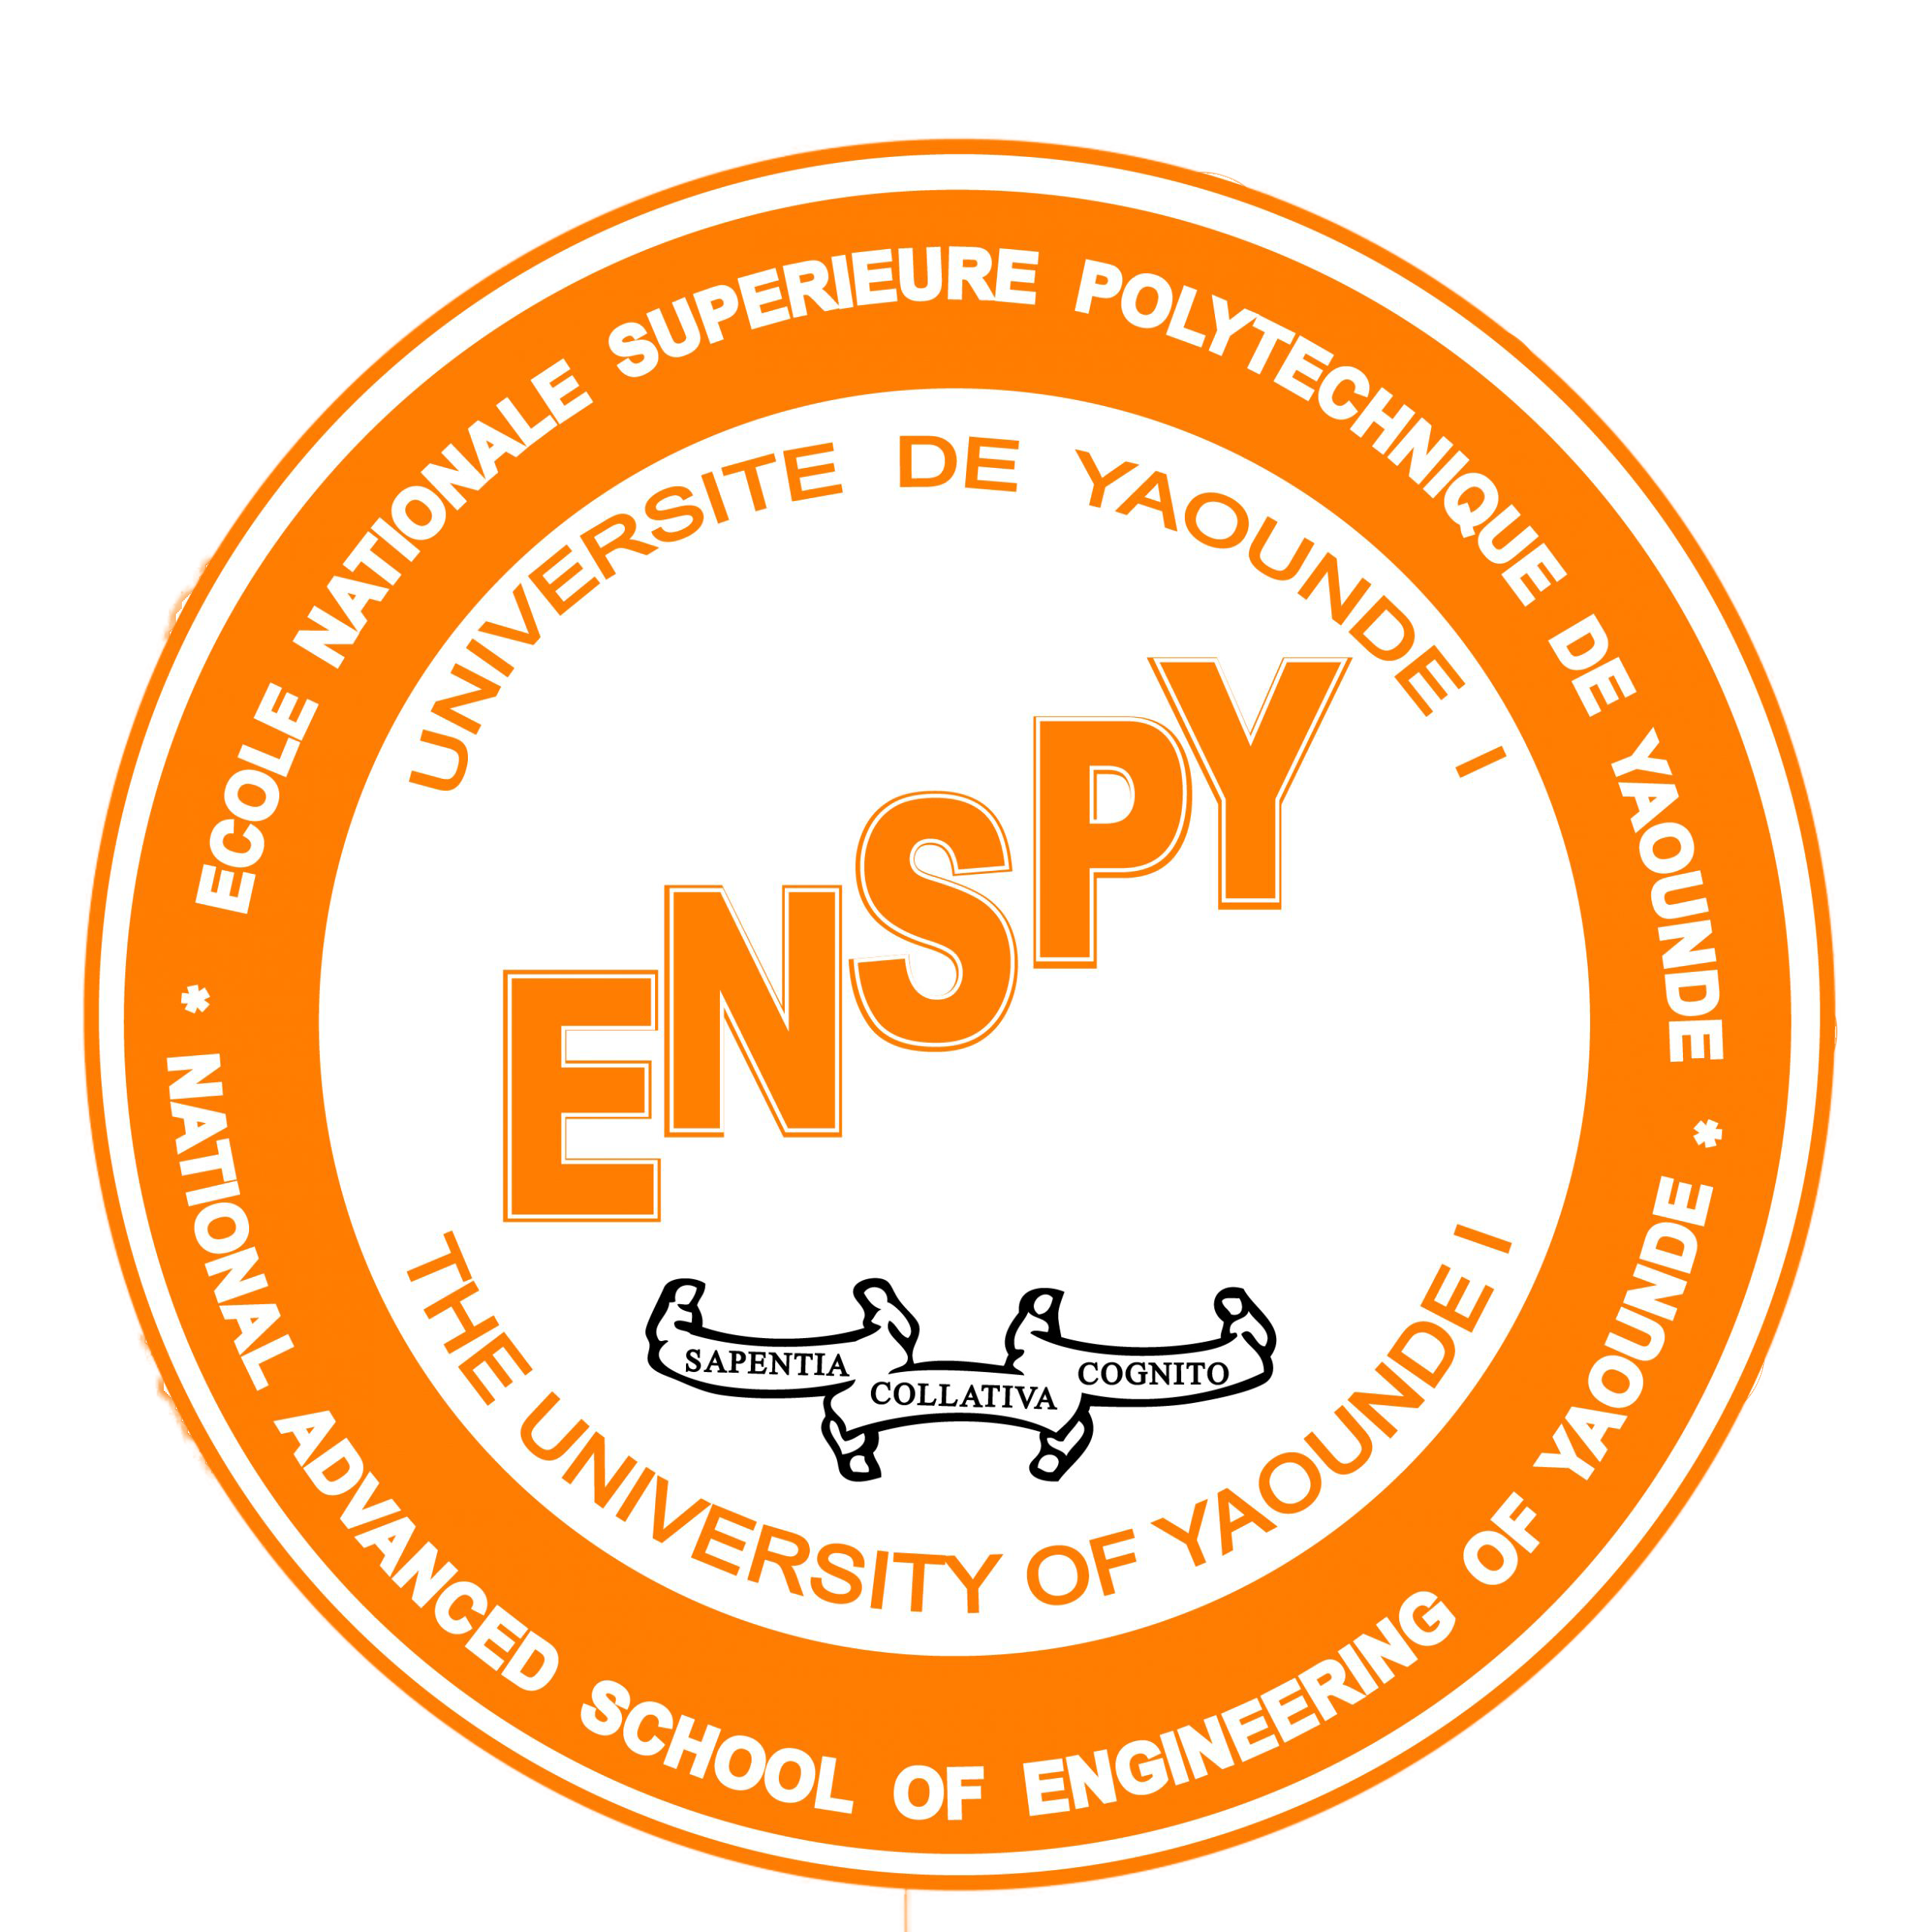 ECOLE NATIONALE SUPERIEURE POLYTECHNIQUE DE YAOUNDE
* NATIONAL ADVANCED SCHOOL OF ENGINEERING OF YAOUNDE *
UNIVERSITE DE YAOUNDE I
ENSPY
SAPENTIA COLLATIVA COGNITO
THE UNIVERSITY OF YAOUNDE I